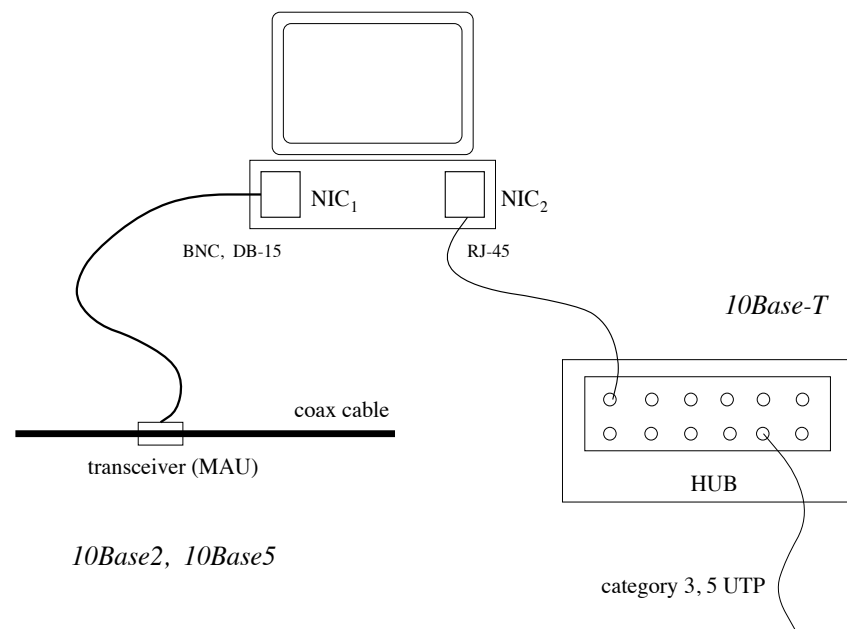 NIC₁
NIC₂
BNC, DB-15
RJ-45
10Base-T
coax cable
transceiver (MAU)
HUB
10Base2, 10Base5
category 3, 5 UTP